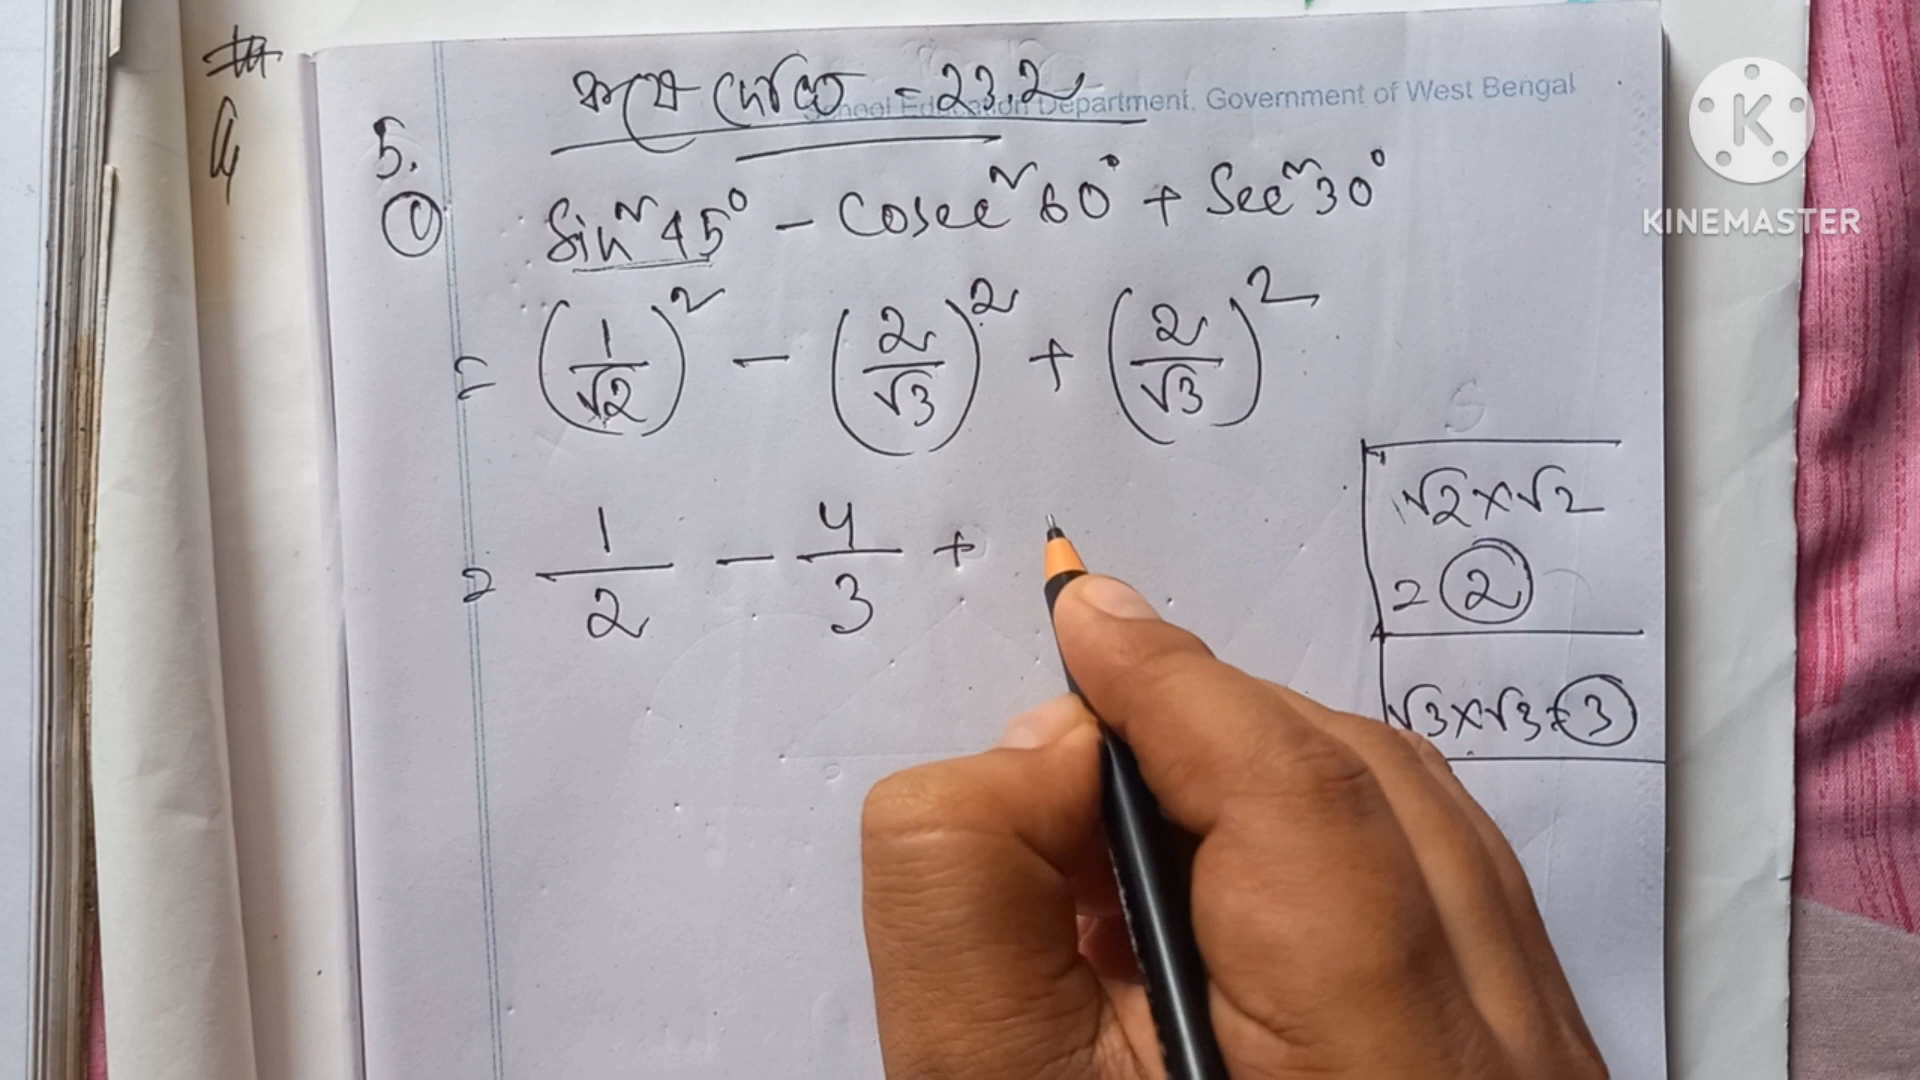 কষে দেখি - 23.2
School Education Department, Government of West Bengal
5.
(i) Sin²45° - Cosec²60° + Sec²30°
= (1/√2)² - (2/√3)² + (2/√3)²
= 1/2 - 4/3 +
√2×√2
= 2
√3×√3=3
K
KINEMASTER